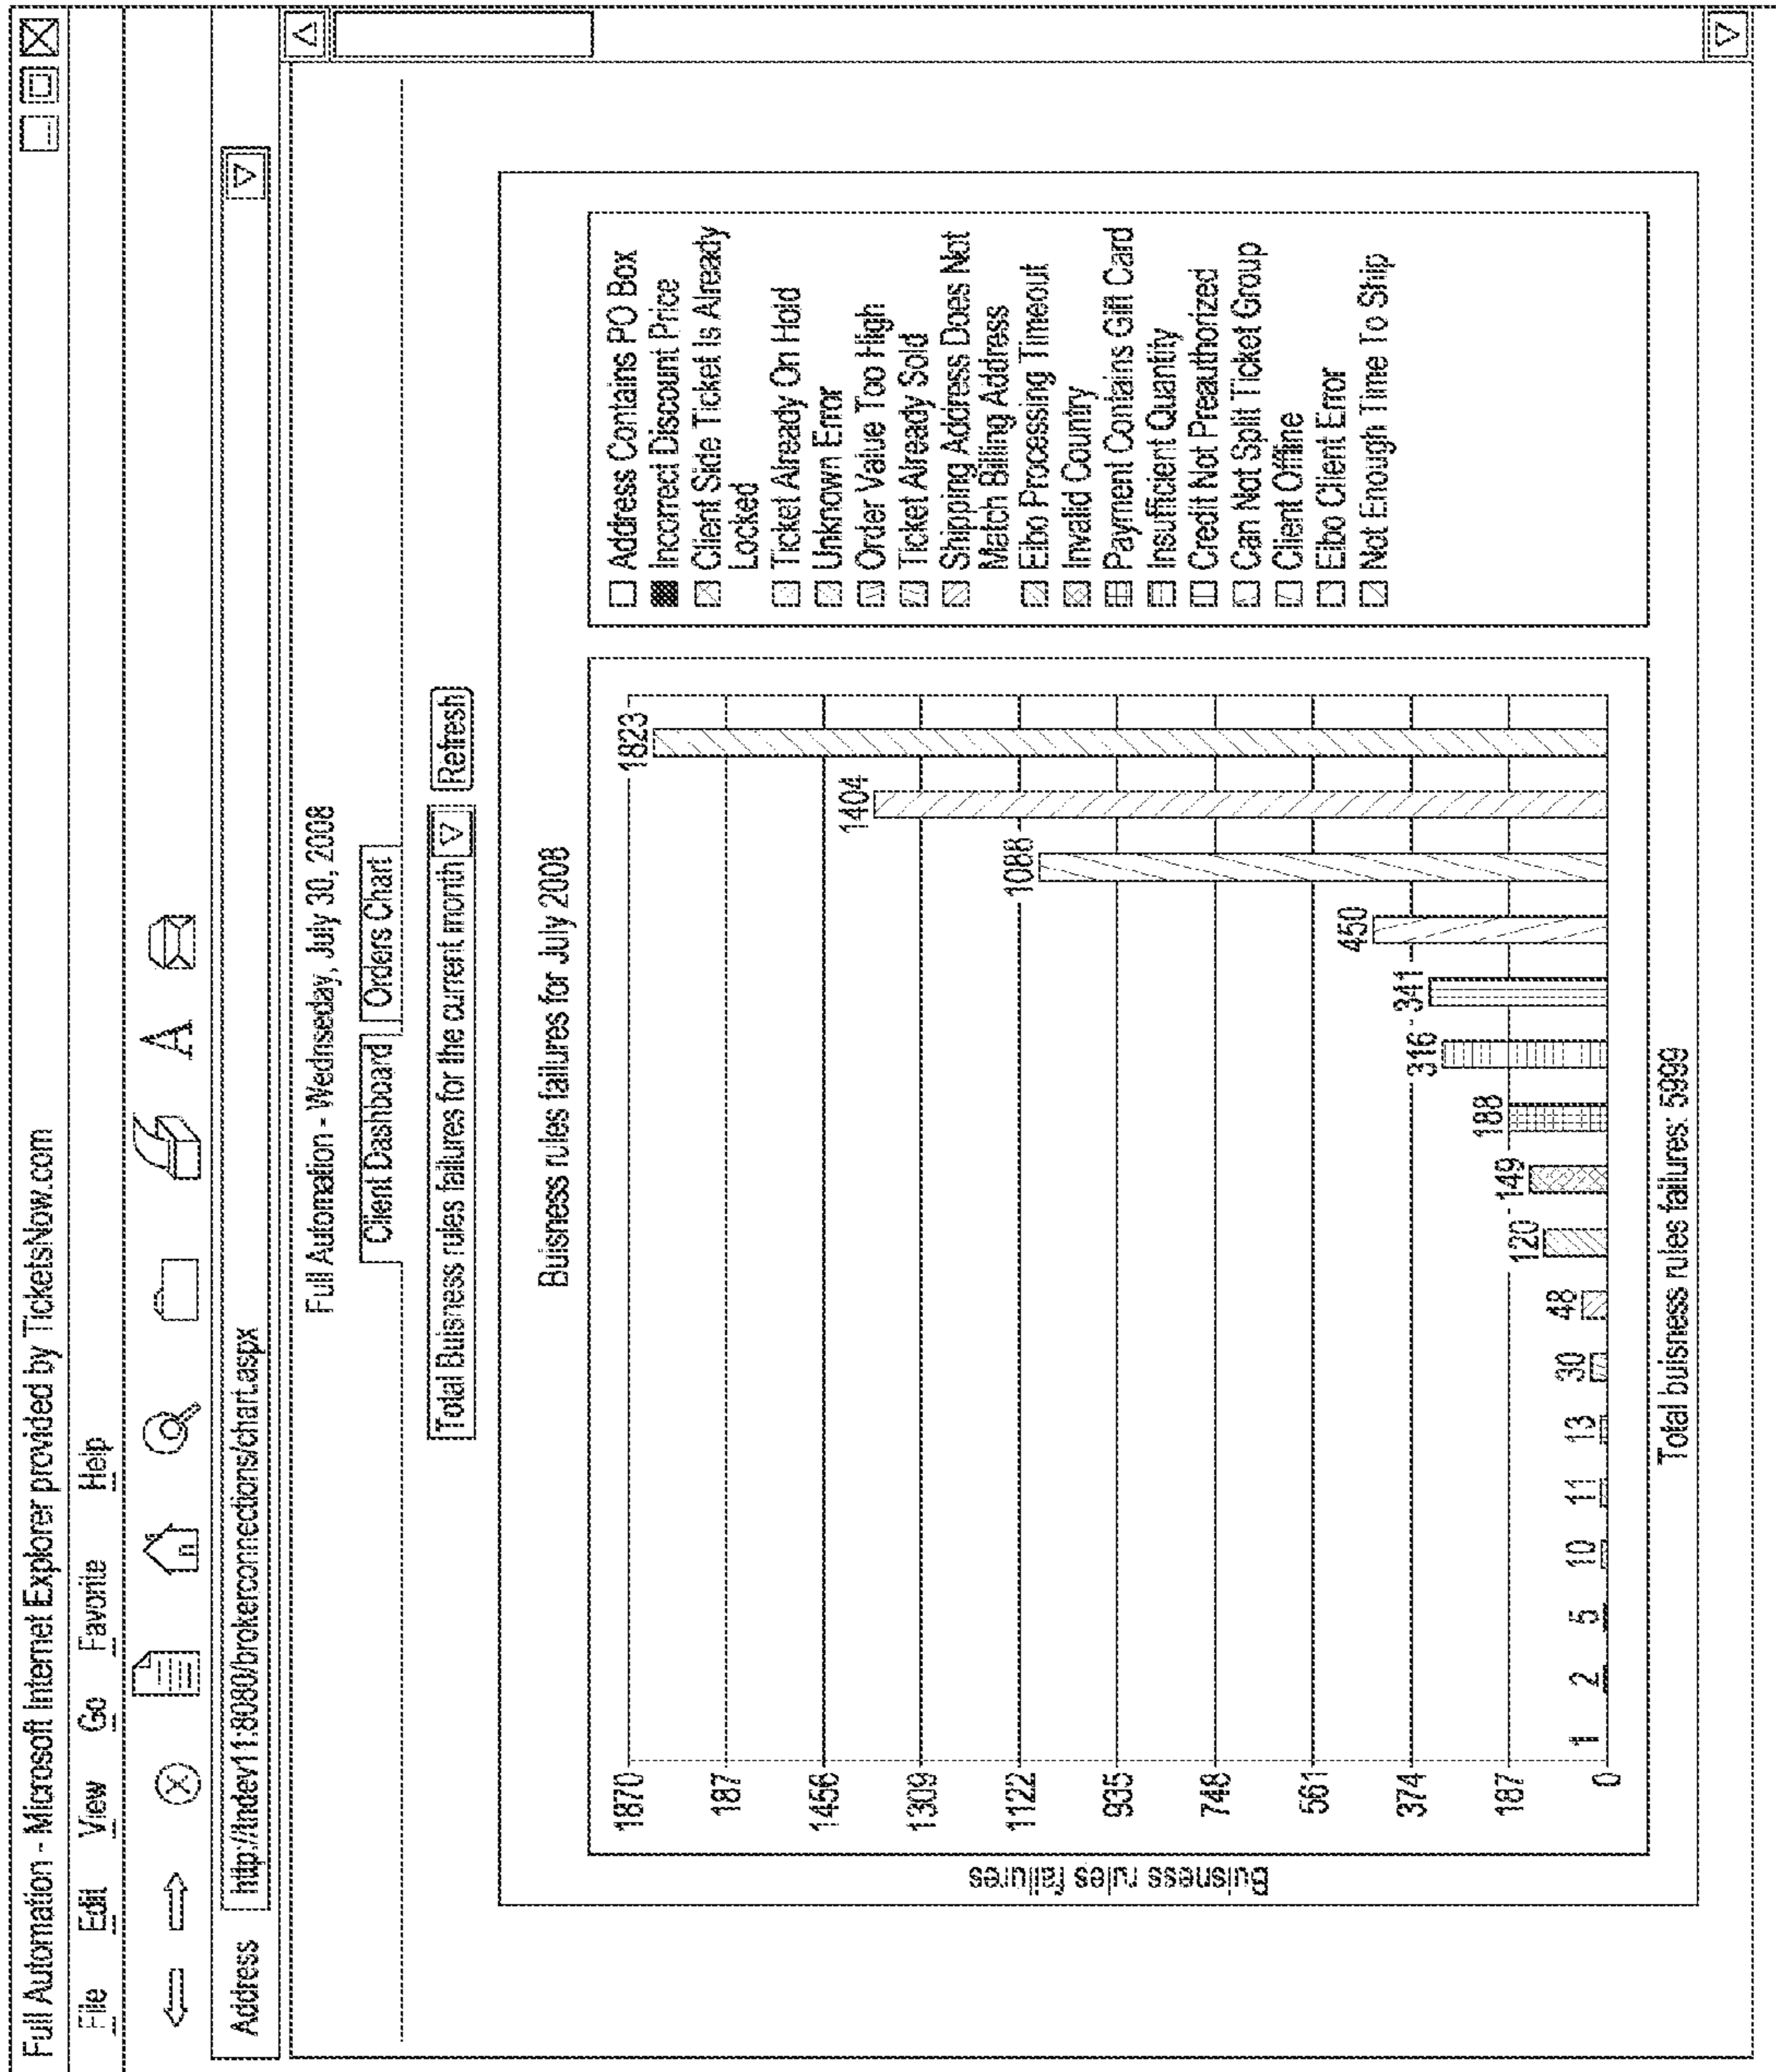 Full Automation - Microsoft Internet Explorer provided by TicketsNow.com
File Edit View Go Favorite Help
A
Address http://tndev11:8080/brokerconnections/chart.aspx
Full Automation - Wednseday, July 30, 2008
Client Dashboard Orders Chart
Total Buisness rules failures for the current month Refresh
Buisness rules failures for July 2008
Buisness rules failures
1870
187
1456
1309
1122
935
748
561
374
187
0
1
2
5
10
11
13
30
48
120
149
188
316
341
450
1088
1404
1823
Total buisness rules failures: 5999
Address Contains PO Box
Incorrect Discount Price
Client Side Ticket Is Already
Locked
Ticket Already On Hold
Unknown Error
Order Value Too High
Ticket Already Sold
Shipping Address Does Not
Match Billing Address
Eibo Processing Timeout
Invalid Country
Payment Contains Gift Card
Insufficient Quantity
Credit Not Preauthorized
Can Not Split Ticket Group
Client Offline
Eibo Client Error
Not Enough Time To Ship